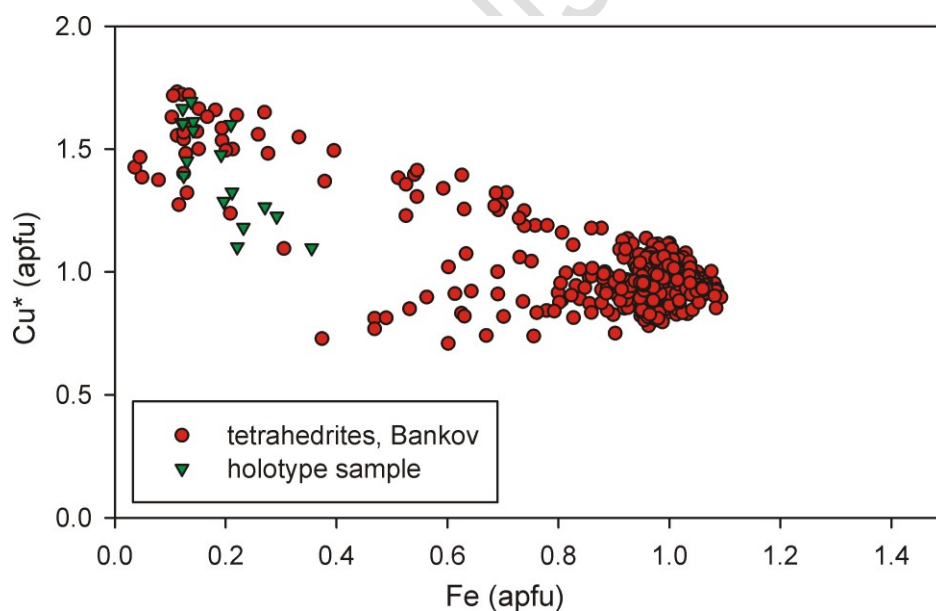 2.0
1.5
Cu* (apfu)
1.0
0.5
tetrahedrites, Bankov
holotype sample
0.0
0.0 0.2 0.4 0.6 0.8 1.0 1.2 1.4
Fe (apfu)